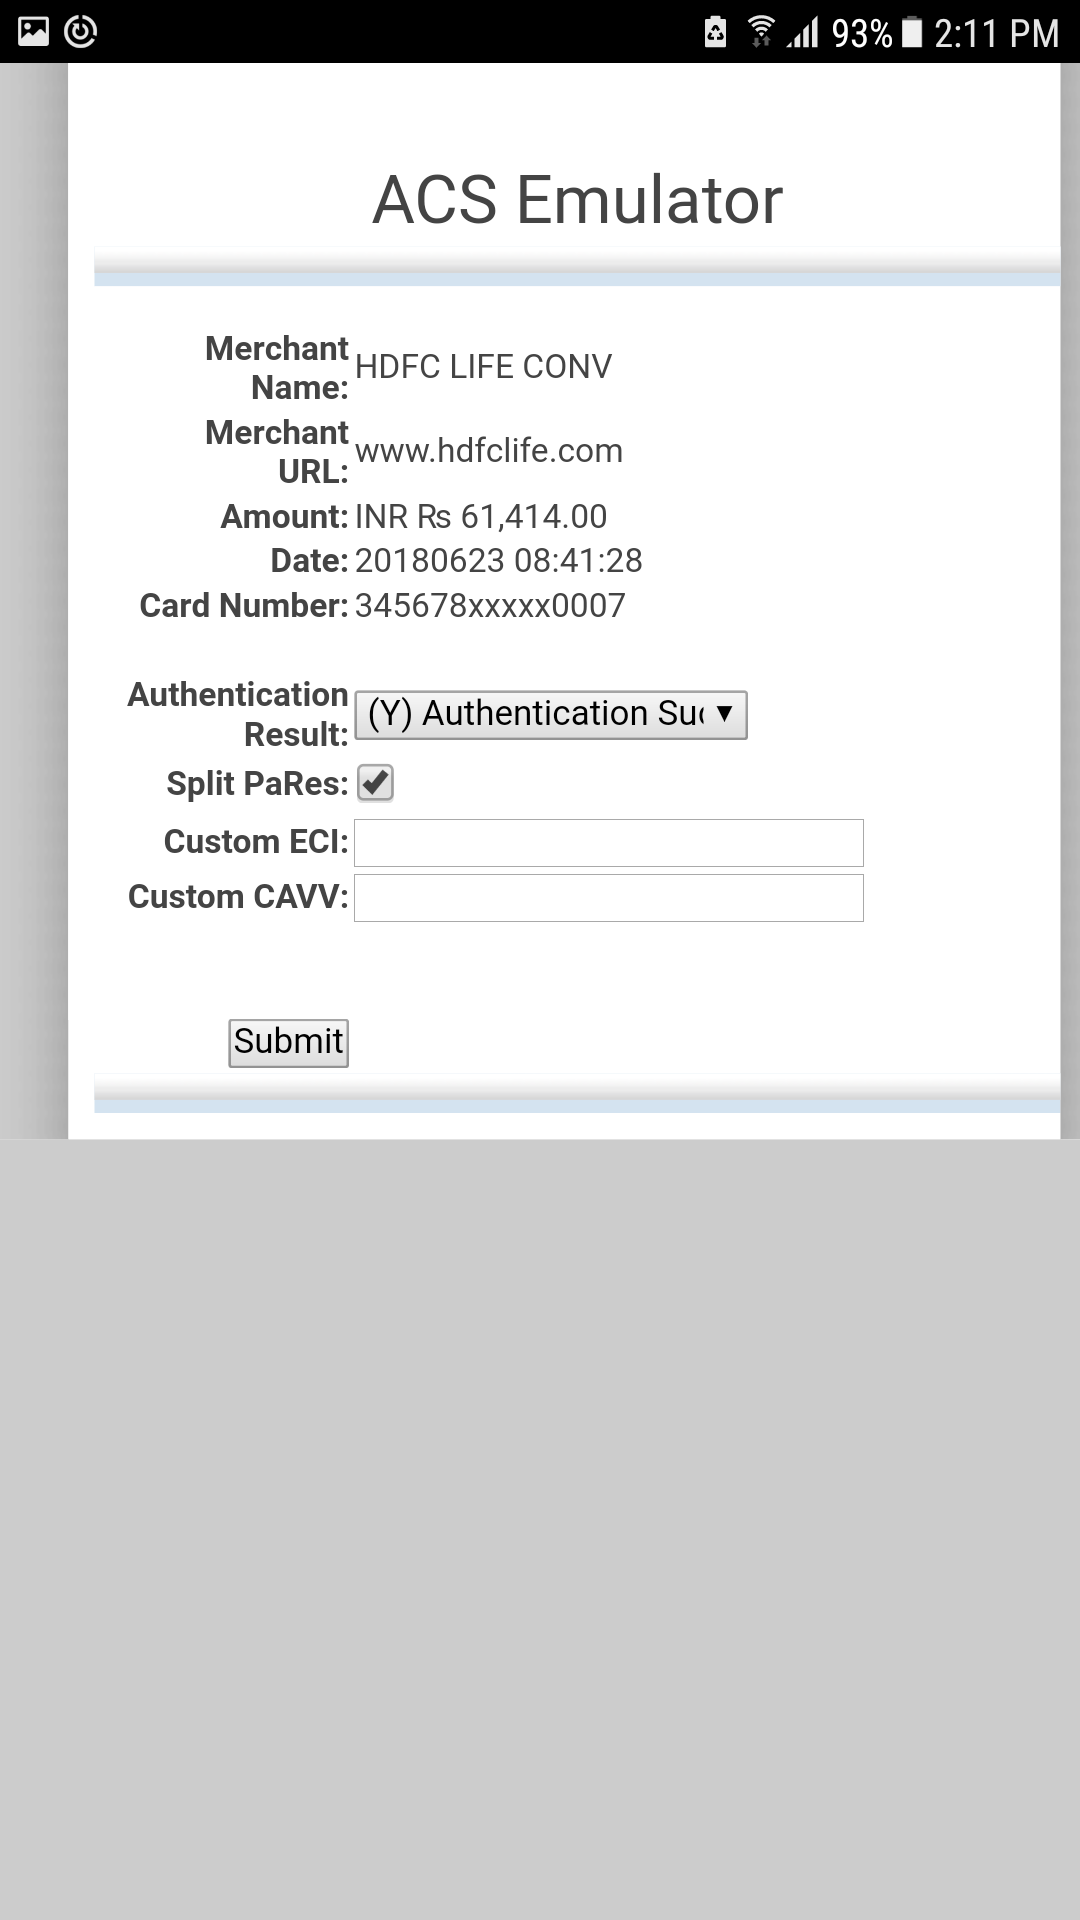 93% 2:11 PM
ACS Emulator
Merchant Name: HDFC LIFE CONV
Merchant URL: www.hdfclife.com
Amount: INR ₨ 61,414.00
Date: 20180623 08:41:28
Card Number: 345678xxxxx0007
Authentication Result: (Y) Authentication Suc
Split PaRes:
Custom ECI:
Custom CAVV:
Submit